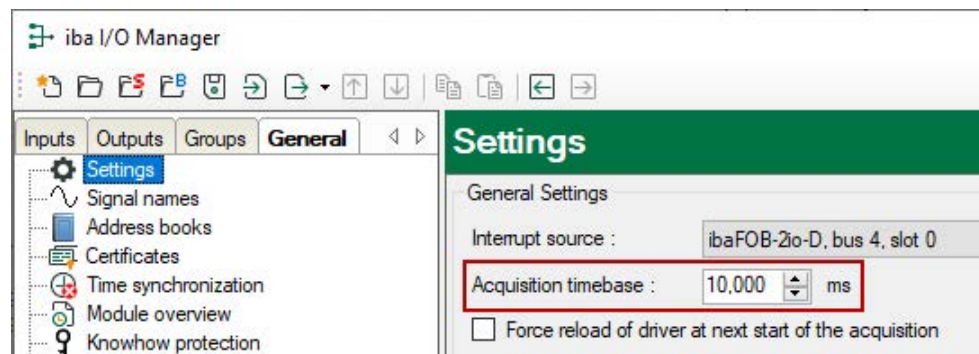 iba I/O Manager
Inputs Outputs Groups General
Settings
Signal names
Address books
Certificates
Time synchronization
Module overview
Knowhow protection
Settings
General Settings
Interrupt source : ibaFOB-2io-D, bus 4, slot 0
Acquisition timebase : 10,000 ms
Force reload of driver at next start of the acquisition